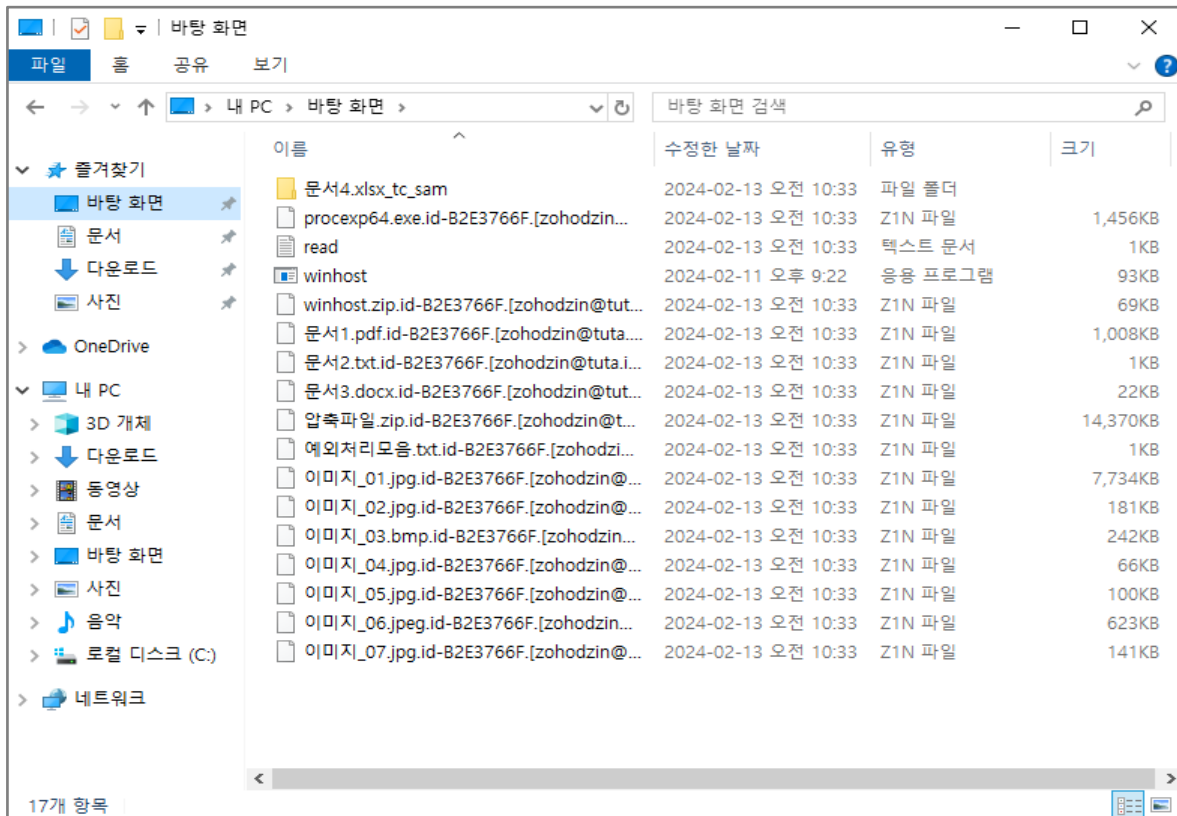 바탕 화면
파일 홈 공유 보기
내 PC 바탕 화면 바탕 화면 검색
이름 수정한 날짜 유형 크기
즐겨찾기
바탕 화면
문서
다운로드
사진
OneDrive
내 PC
3D 개체
다운로드
동영상
문서
바탕 화면
사진
음악
로컬 디스크 (C:)
네트워크
문서4.xlsx_tc_sam 2024-02-13 오전 10:33 파일 폴더
procexp64.exe.id-B2E3766F.[zohodzin... 2024-02-13 오전 10:33 Z1N 파일 1,456KB
read 2024-02-13 오전 10:33 텍스트 문서 1KB
winhost 2024-02-11 오후 9:22 응용 프로그램 93KB
winhost.zip.id-B2E3766F.[zohodzin@tut... 2024-02-13 오전 10:33 Z1N 파일 69KB
문서1.pdf.id-B2E3766F.[zohodzin@tuta.... 2024-02-13 오전 10:33 Z1N 파일 1,008KB
문서2.txt.id-B2E3766F.[zohodzin@tuta.i... 2024-02-13 오전 10:33 Z1N 파일 1KB
문서3.docx.id-B2E3766F.[zohodzin@tut... 2024-02-13 오전 10:33 Z1N 파일 22KB
압축파일.zip.id-B2E3766F.[zohodzin@t... 2024-02-13 오전 10:33 Z1N 파일 14,370KB
예외처리모음.txt.id-B2E3766F.[zohodzi... 2024-02-13 오전 10:33 Z1N 파일 1KB
이미지_01.jpg.id-B2E3766F.[zohodzin@... 2024-02-13 오전 10:33 Z1N 파일 7,734KB
이미지_02.jpg.id-B2E3766F.[zohodzin@... 2024-02-13 오전 10:33 Z1N 파일 181KB
이미지_03.bmp.id-B2E3766F.[zohodzin... 2024-02-13 오전 10:33 Z1N 파일 242KB
이미지_04.jpg.id-B2E3766F.[zohodzin@... 2024-02-13 오전 10:33 Z1N 파일 66KB
이미지_05.jpg.id-B2E3766F.[zohodzin@... 2024-02-13 오전 10:33 Z1N 파일 100KB
이미지_06.jpeg.id-B2E3766F.[zohodzin... 2024-02-13 오전 10:33 Z1N 파일 623KB
이미지_07.jpg.id-B2E3766F.[zohodzin@... 2024-02-13 오전 10:33 Z1N 파일 141KB
17개 항목